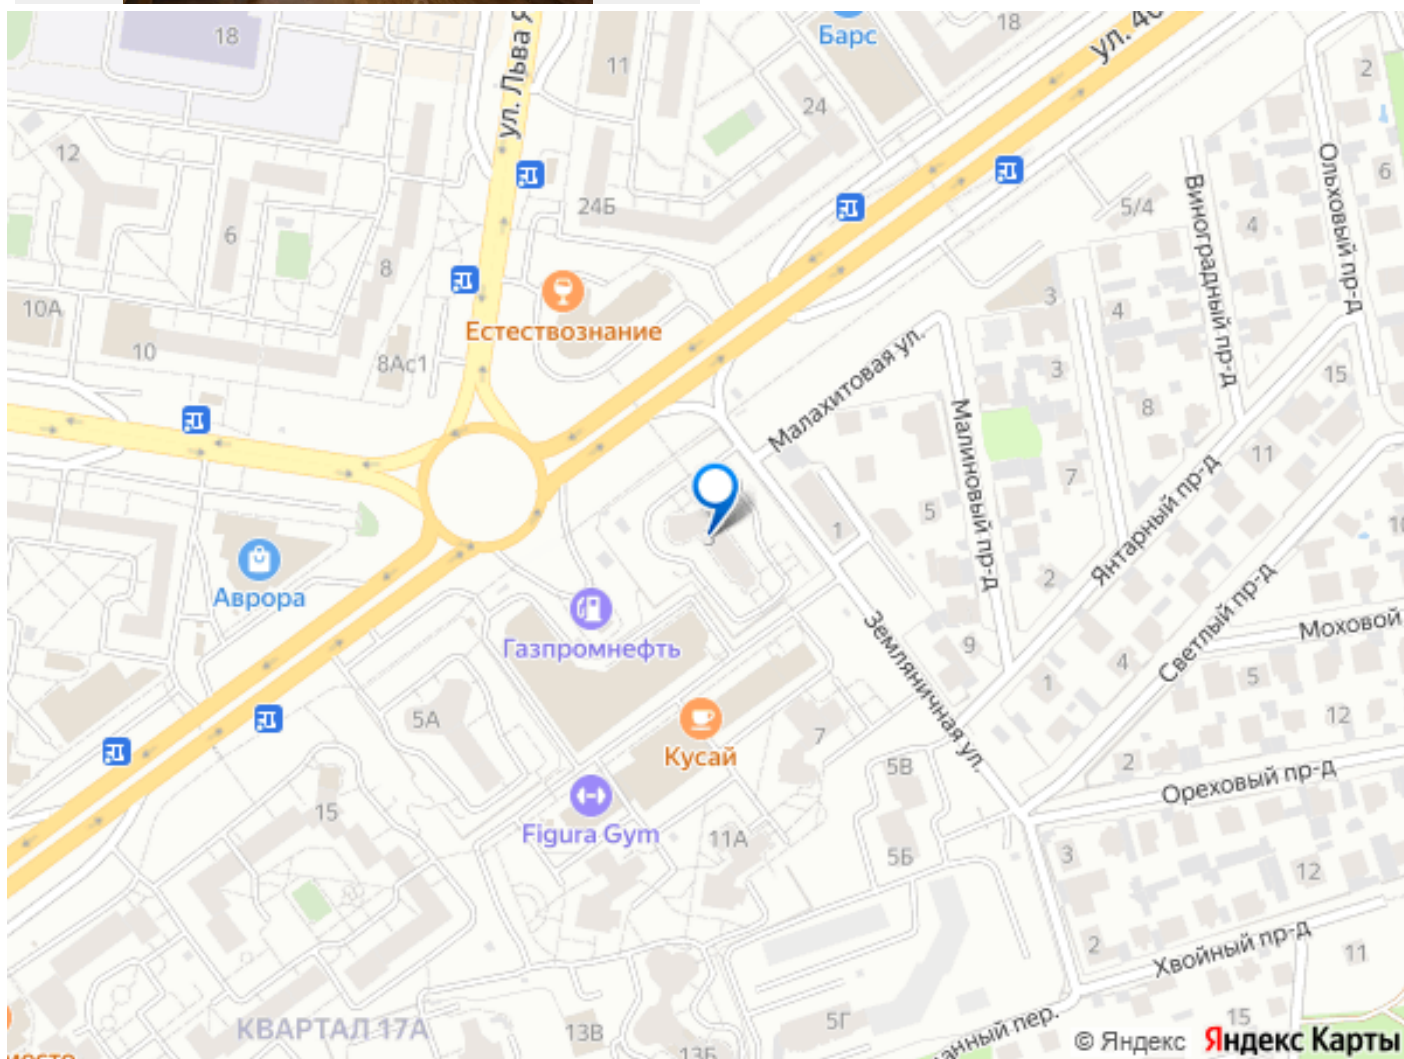 18
ул. Льва Я
11
Барс
18
ул. 40
2
24
12
24Б
6
8
5/4
Виноградный пр-д
4
Ольховый пр-д
6
10А
10
8Ас1
Естествознание
3
4
3
8
15
Малахитовая ул.
Малиновый пр-д
5
7
11
1
2
Янтарный пр-д
Светлый пр-д
Аврора
Газпромнефть
Земляничная ул.
9
1
4
5
Моховой
12
5А
Кусай
7
5В
2
Ореховый пр-д
15
Figura Gym
11А
5Б
3
12
2
Хвойный пр-д
11
КВАРТАЛ 17А
13В
13Б
5Г
анный пер.
15
© Яндекс Яндекс Карты